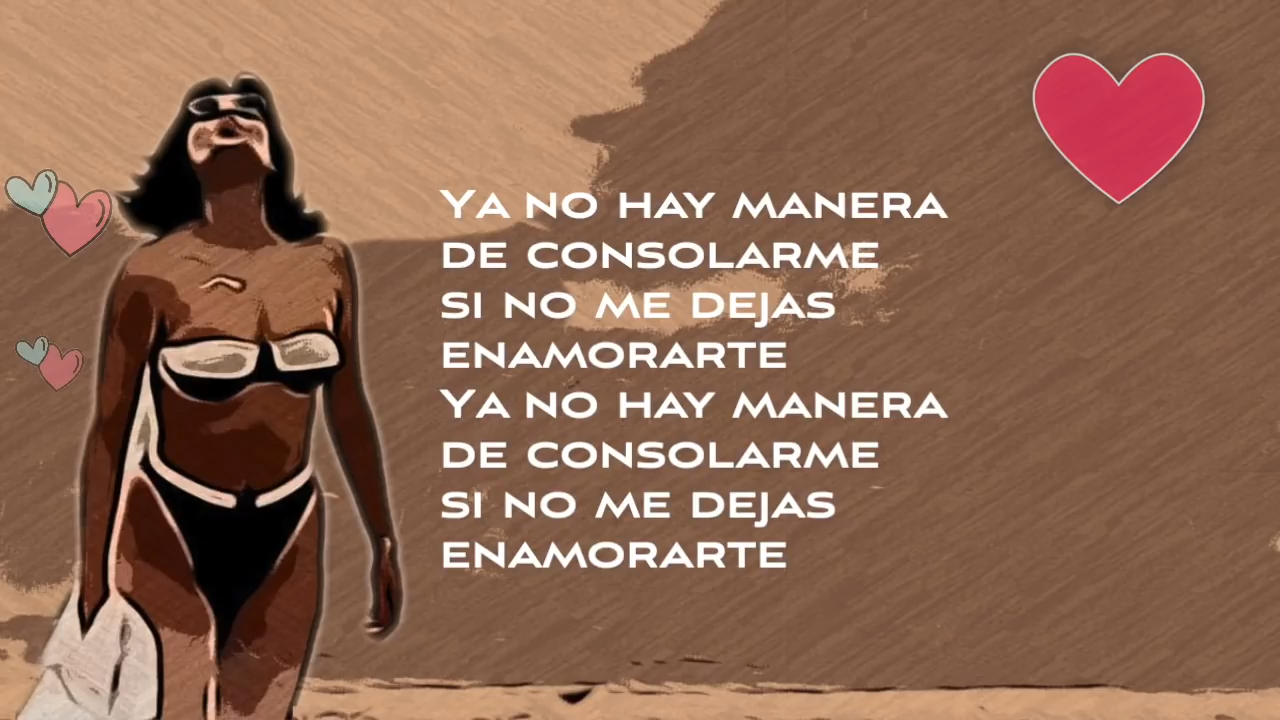 YA NO HAY MANERA
DE CONSOLARME
SI NO ME DEJAS
ENAMORARTE
YA NO HAY MANERA
DE CONSOLARME
SI NO ME DEJAS
ENAMORARTE